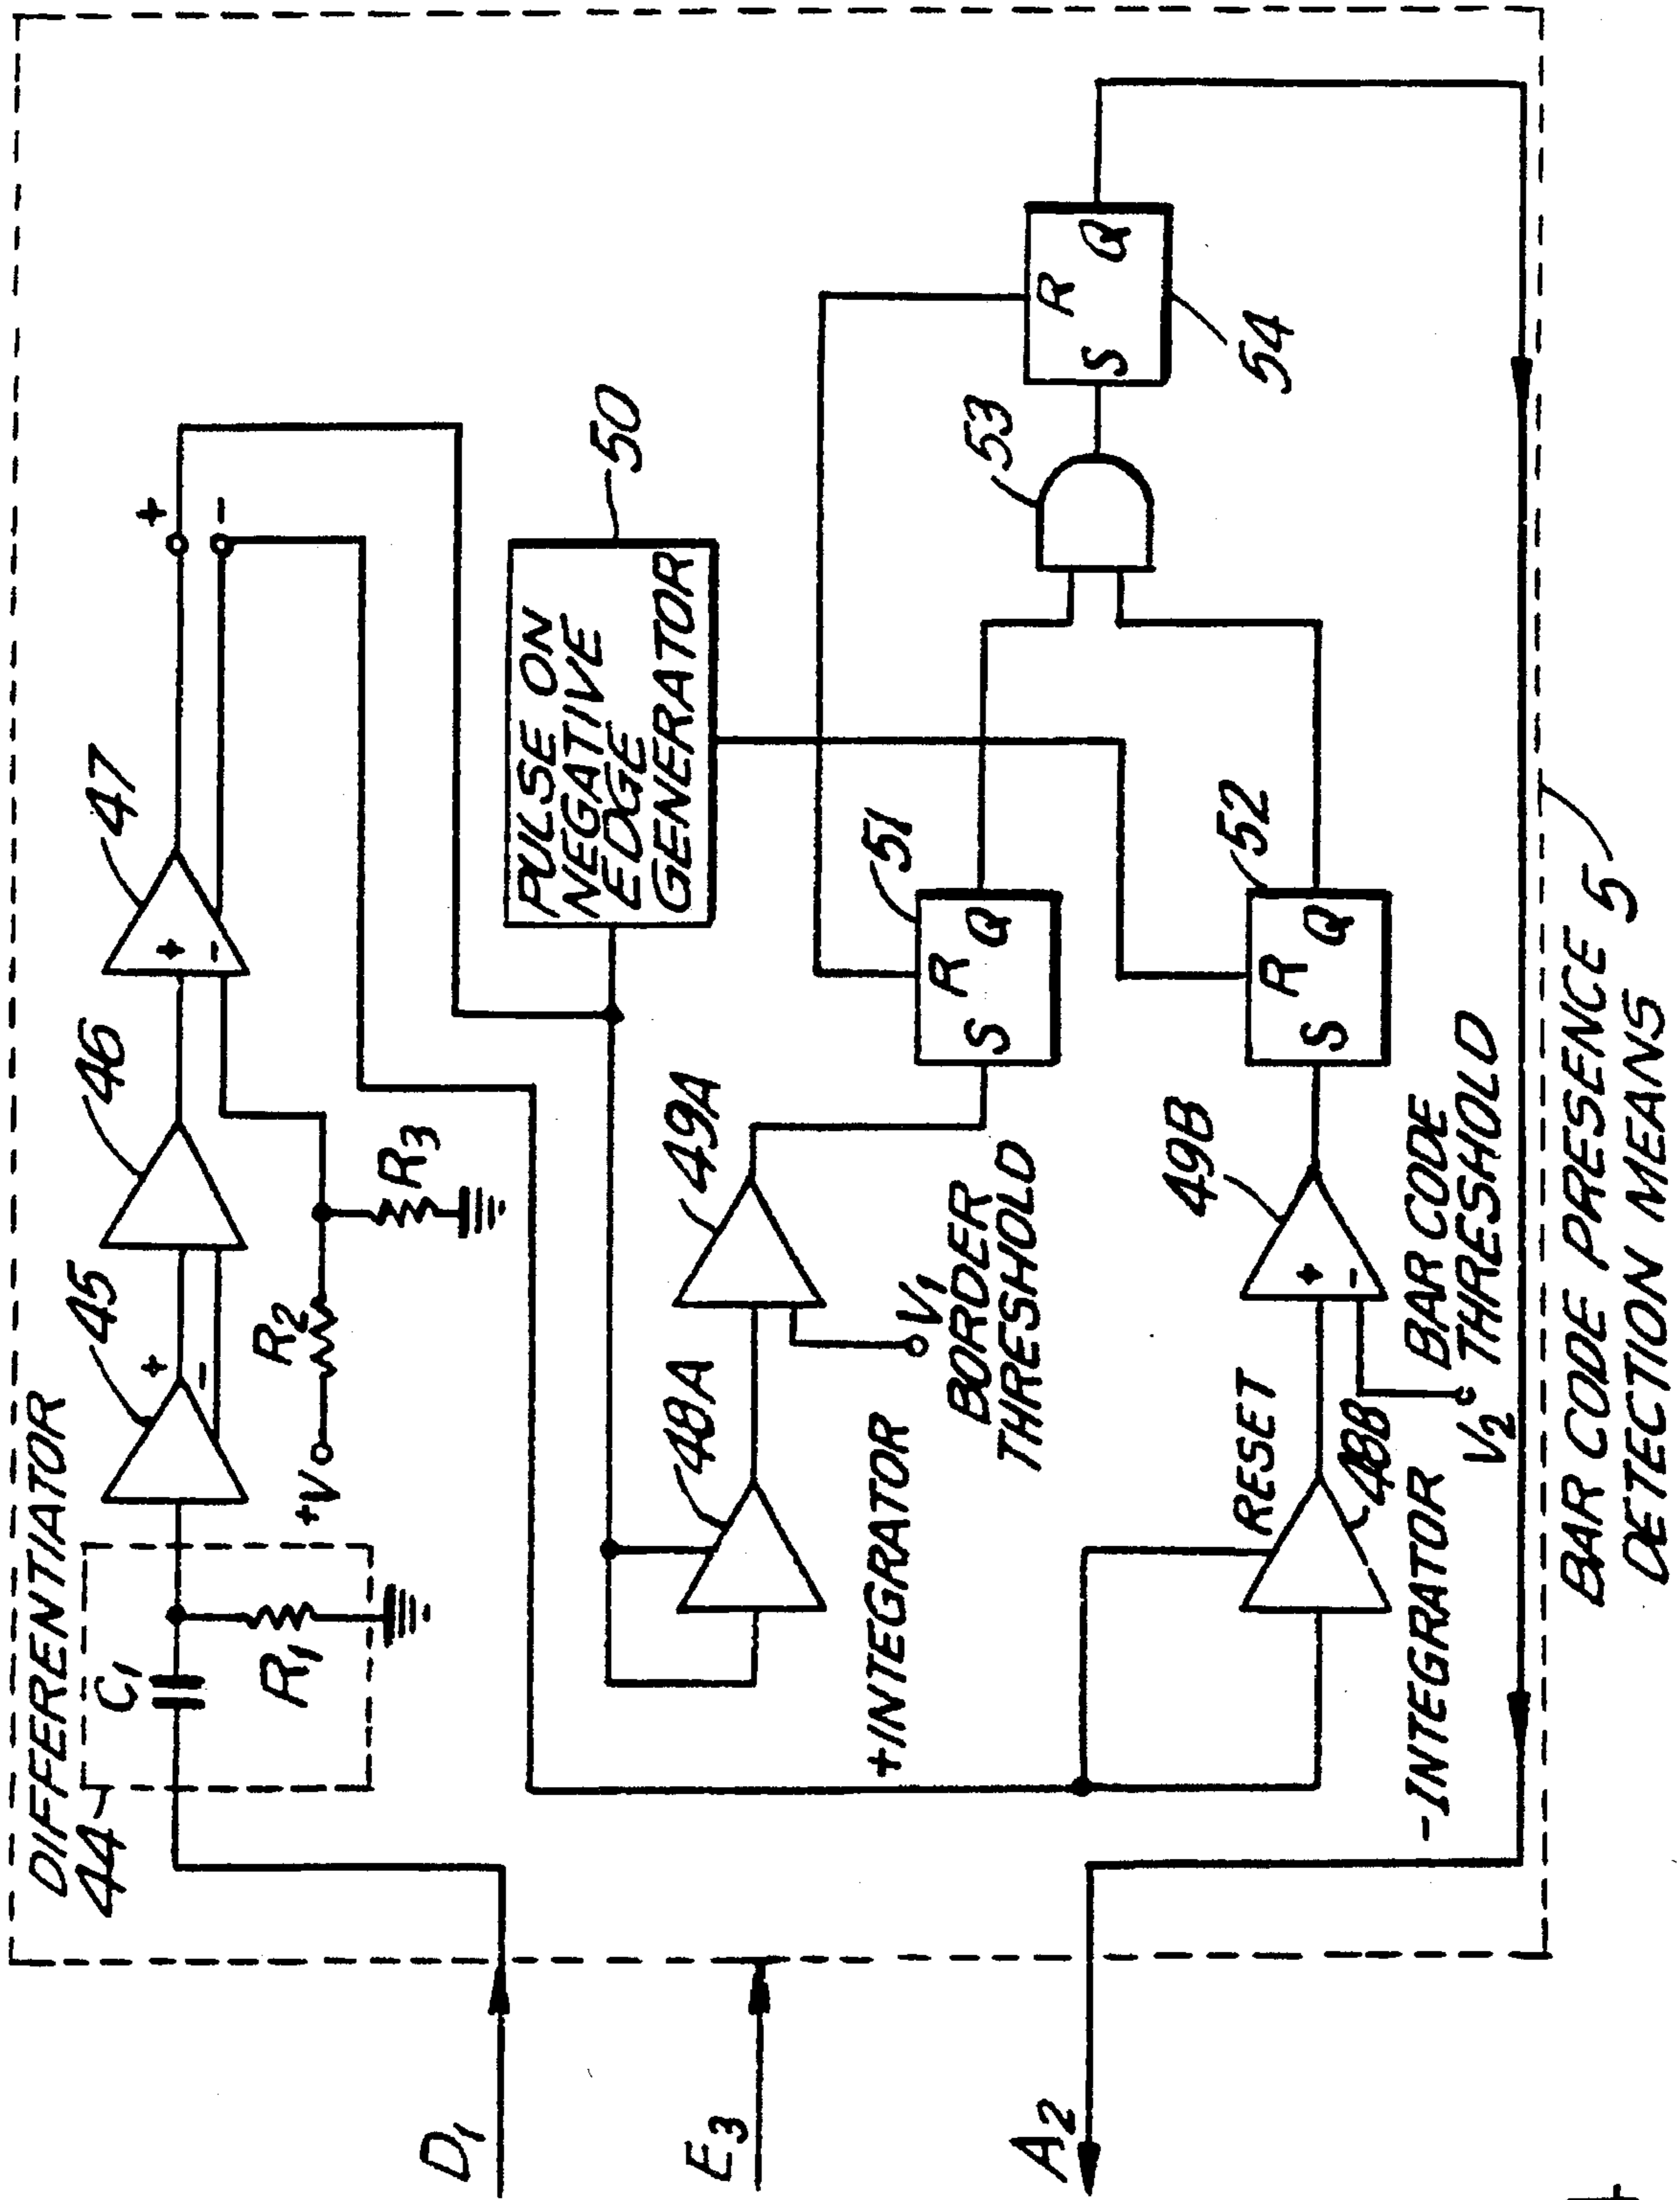 DIFFERENTIATOR
44
C1
R1
45
+
-
46
47
+
-
+
-
+V
R2
R3
PULSE ON
NEGATIVE
EDGE
GENERATOR
50
48A
49A
+INTEGRATOR
V1
BORDER
THRESHOLD
S
R
Q
51
53
S
R
Q
54
RESET
48B
-INTEGRATOR
49B
+
-
V2
BAR CODE
THRESHOLD
S
R
Q
52
D1
E3
A2
BAR CODE PRESENCE 5
DETECTION MEANS